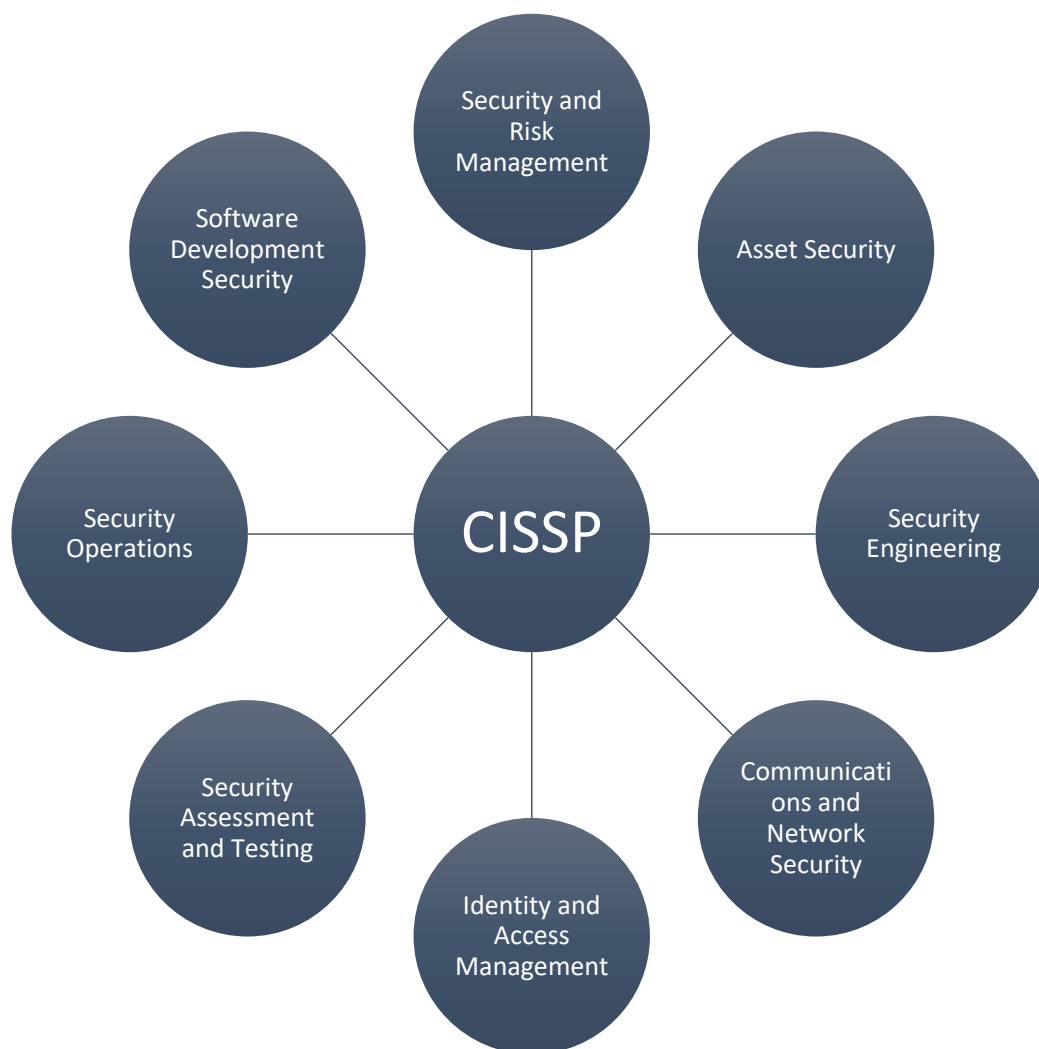 Security and
Risk
Management
Software
Development
Security
Asset Security
CISSP
Security
Operations
Security
Engineering
Security
Assessment
and Testing
Communicati
ons and
Network
Security
Identity and
Access
Management